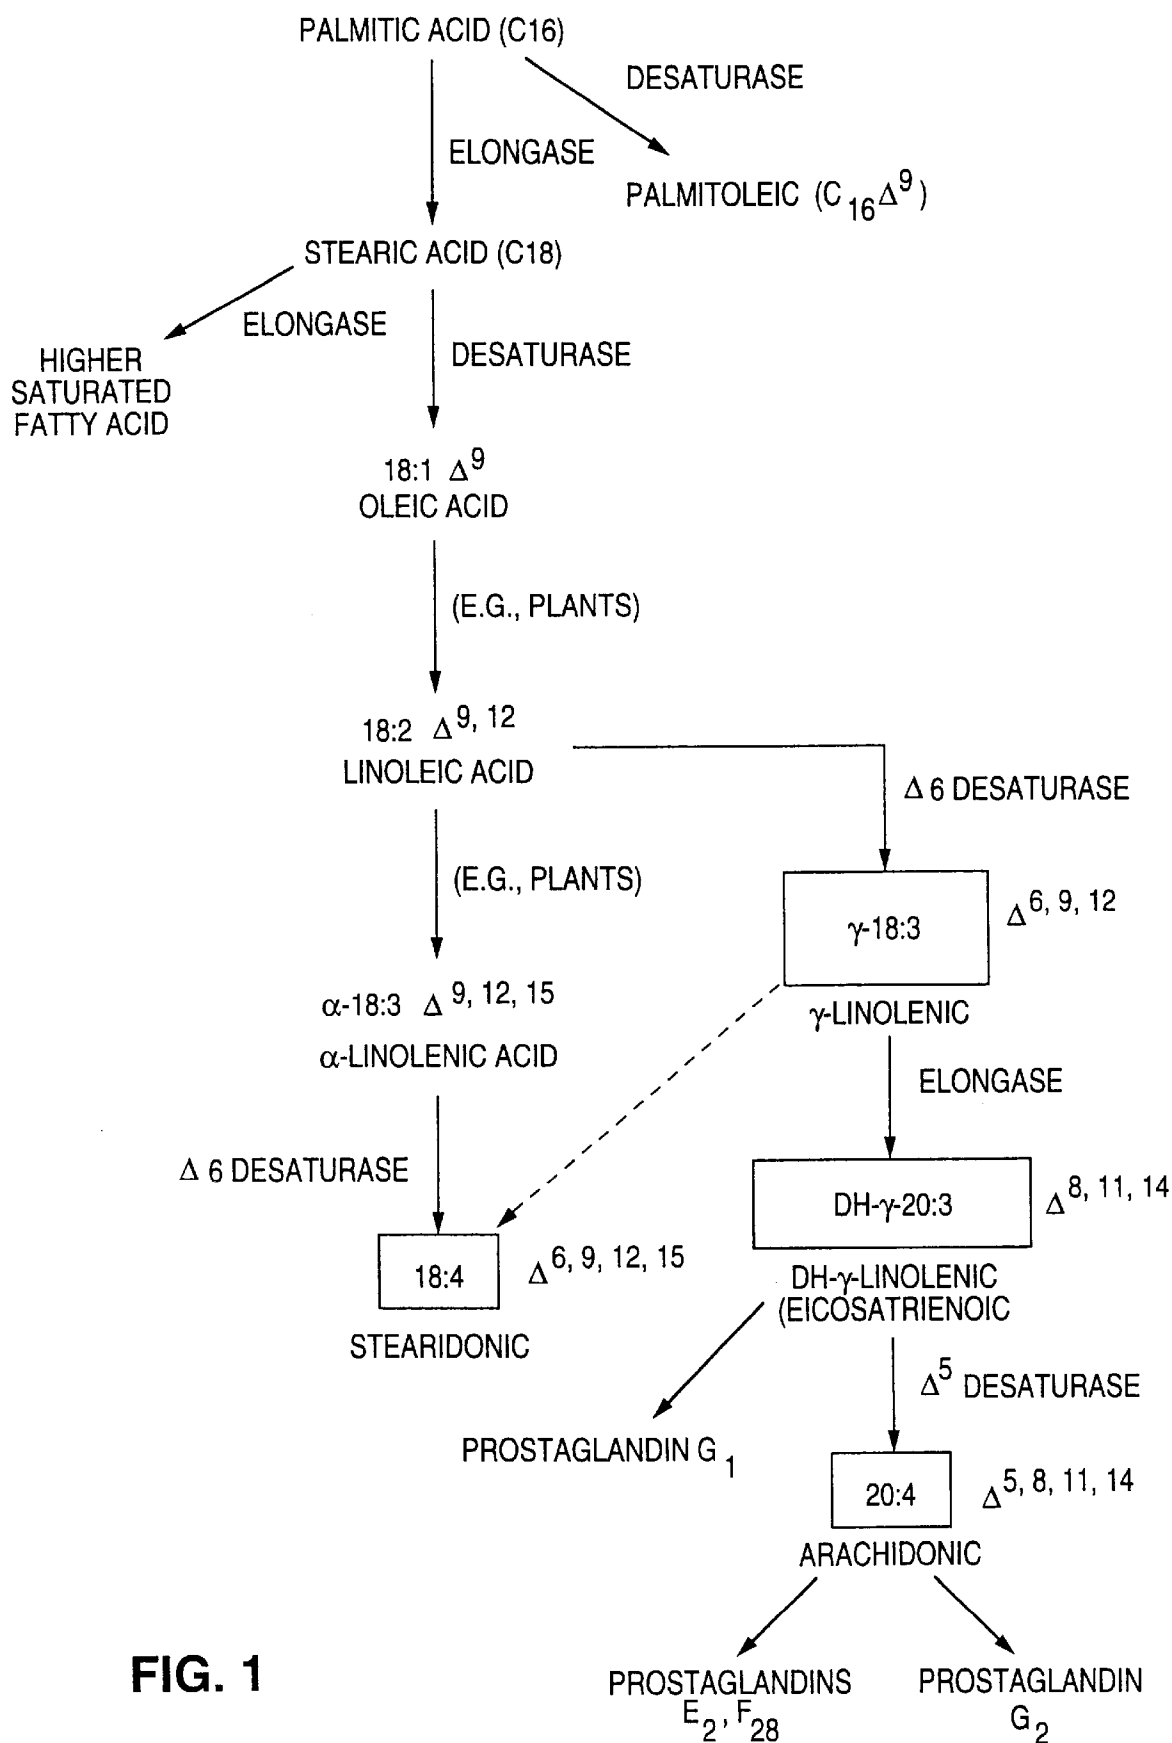 PALMITIC ACID (C16)
DESATURASE
ELONGASE
PALMITOLEIC (C₁₆Δ⁹)
STEARIC ACID (C18)
ELONGASE
DESATURASE
HIGHER
SATURATED
FATTY ACID
18:1 Δ⁹
OLEIC ACID
(E.G., PLANTS)
18:2 Δ⁹, ¹²
LINOLEIC ACID
Δ 6 DESATURASE
(E.G., PLANTS)
γ-18:3
Δ⁶, ⁹, ¹²
α-18:3 Δ⁹, ¹², ¹⁵
γ-LINOLENIC
α-LINOLENIC ACID
ELONGASE
Δ 6 DESATURASE
DH-γ-20:3
Δ⁸, ¹¹, ¹⁴
18:4
Δ⁶, ⁹, ¹², ¹⁵
DH-γ-LINOLENIC
(EICOSATRIENOIC
STEARIDONIC
Δ⁵ DESATURASE
PROSTAGLANDIN G₁
20:4
Δ⁵, ⁸, ¹¹, ¹⁴
ARACHIDONIC
FIG. 1
PROSTAGLANDINS
E₂, F₂₈
PROSTAGLANDIN
G₂